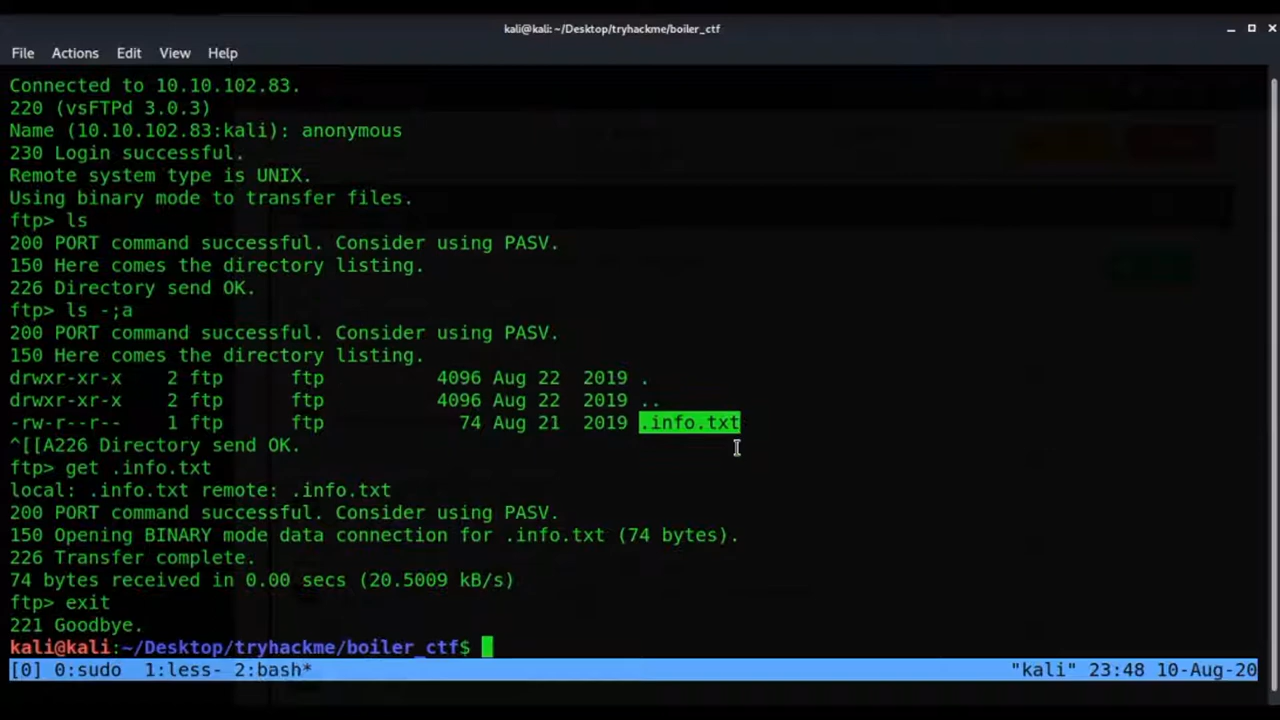 kali@kali: ~/Desktop/tryhackme/boiler_ctf
File Actions Edit View Help
Connected to 10.10.102.83.
220 (vsFTPd 3.0.3)
Name (10.10.102.83:kali): anonymous
230 Login successful.
Remote system type is UNIX.
Using binary mode to transfer files.
ftp> ls
200 PORT command successful. Consider using PASV.
150 Here comes the directory listing.
226 Directory send OK.
ftp> ls -;a
200 PORT command successful. Consider using PASV.
150 Here comes the directory listing.
drwxr-xr-x    2 ftp      ftp          4096 Aug 22  2019 .
drwxr-xr-x    2 ftp      ftp          4096 Aug 22  2019 ..
-rw-r--r--    1 ftp      ftp            74 Aug 21  2019 .info.txt
^[[A226 Directory send OK.
ftp> get .info.txt
local: .info.txt remote: .info.txt
200 PORT command successful. Consider using PASV.
150 Opening BINARY mode data connection for .info.txt (74 bytes).
226 Transfer complete.
74 bytes received in 0.00 secs (20.5009 kB/s)
ftp> exit
221 Goodbye.
kali@kali:~/Desktop/tryhackme/boiler_ctf$
[0] 0:sudo  1:less- 2:bash* "kali" 23:48 10-Aug-20